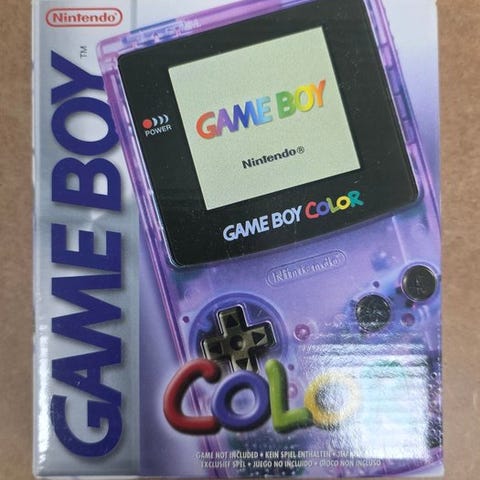 Nintendo
GAME BOY™
POWER
GAME BOY
Nintendo®
GAME BOY COLOR
Nintendo
COLO
GAME NOT INCLUDED • KEIN SPIEL ENTHALTEN •
EXCLUSIEF SPEL • JUEGO NO INCLUIDO • GIOCO NON INCLUSO